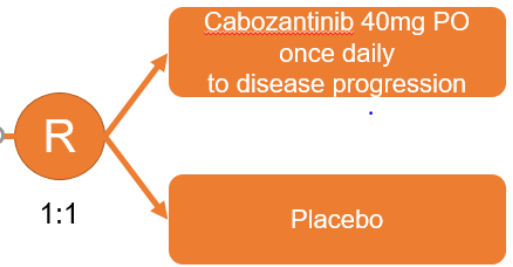 Cabozantinib 40mg PO
once daily
to disease progression
R
1:1
Placebo